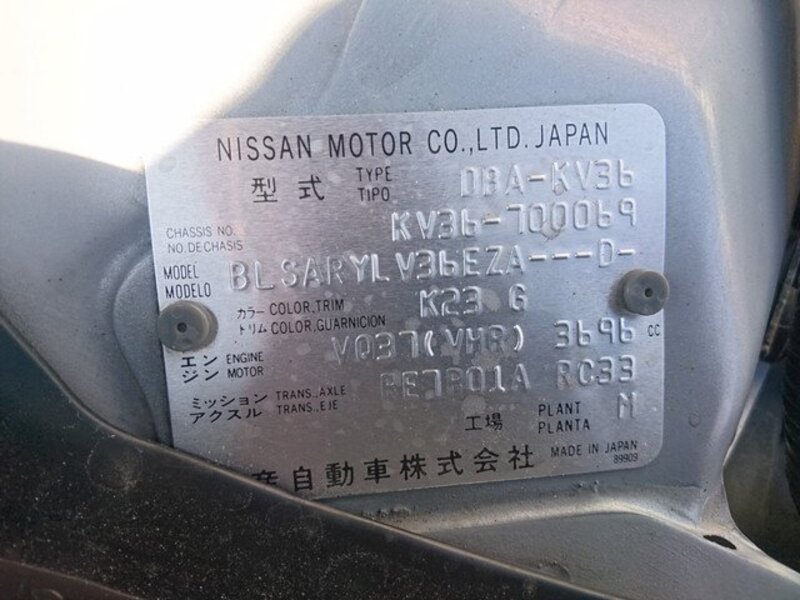 NISSAN MOTOR CO.,LTD. JAPAN
型式 TYPE TIPO DBA-KV36
CHASSIS NO. NO. DE CHASIS KV36-700069
MODEL MODELO BLSARYLV36EZA---D-
カラー COLOR,TRIM トリム COLOR,GUARNICION K23 G
エンジン ENGINE MOTOR VQ37(VHR) 3696 cc
ミッション TRANS.,AXLE アクスル TRANS.,EJE RE7R01A RC33
工場 PLANT PLANTA M
産自動車株式会社 MADE IN JAPAN
89909